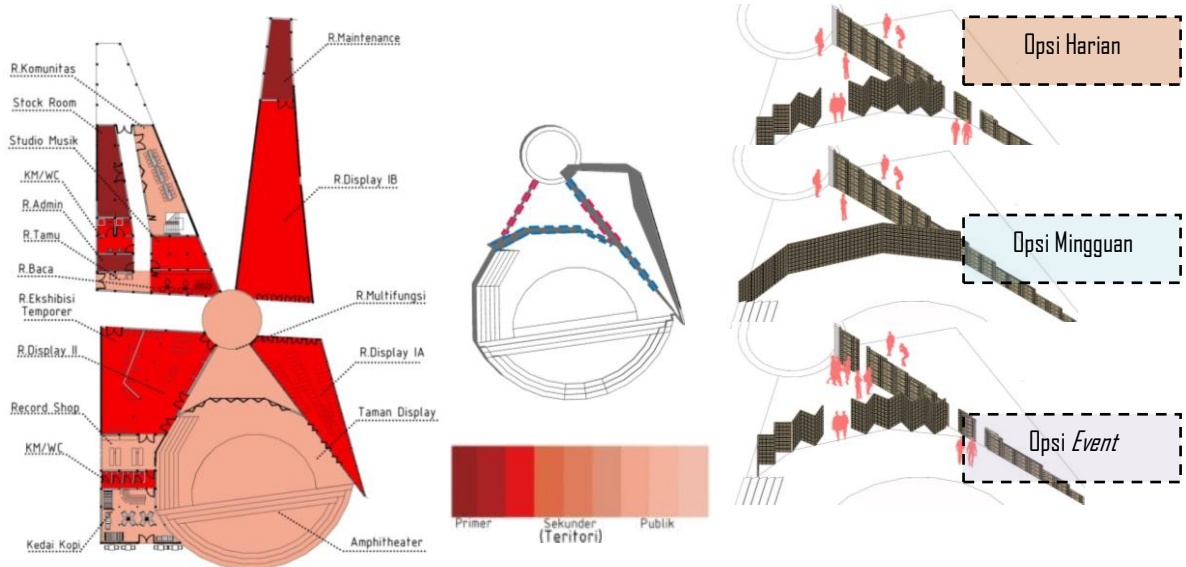 R.Maintenance
R.Komunitas
Stock Room
Studio Musik
KM/WC
R.Admin
R.Tamu
R.Baca
R.Ekshibisi
Temporer
R.Display II
Record Shop
KM/WC
Kedai Kopi
R.Display IB
R.Multifungsi
R.Display IA
Taman Display
Amphitheater
Primer
Sekunder
(Teritori)
Publik
Opsi Harian
Opsi Mingguan
Opsi Event